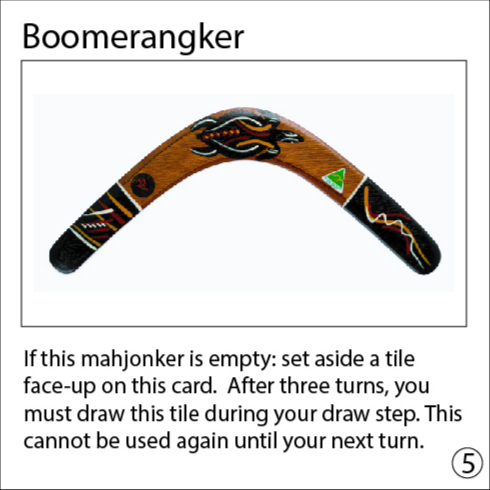 Boomerangker
If this mahjonker is empty: set aside a tile
face-up on this card.  After three turns, you
must draw this tile during your draw step. This
cannot be used again until your next turn.
5